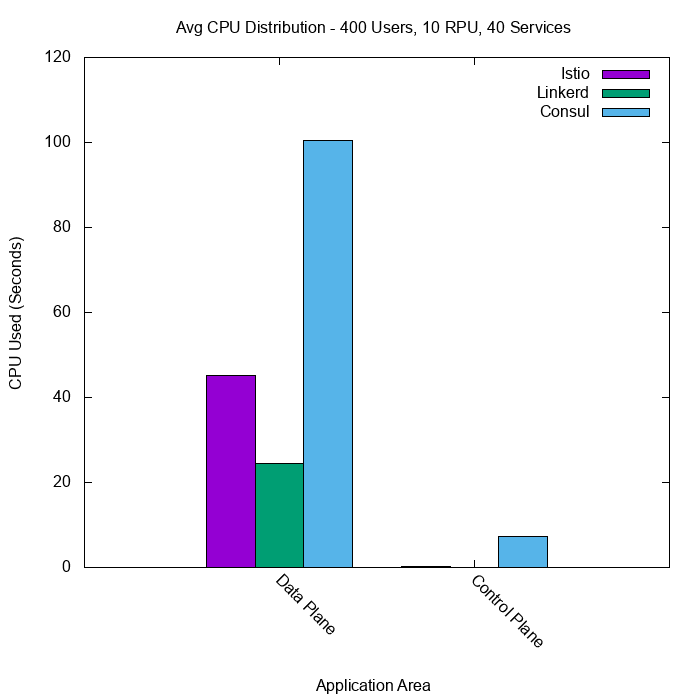 Avg CPU Distribution - 400 Users, 10 RPU, 40 Services
120
100
80
60
40
20
0
CPU Used (Seconds)
Istio
Linkerd
Consul
Data Plane
Control Plane
Application Area